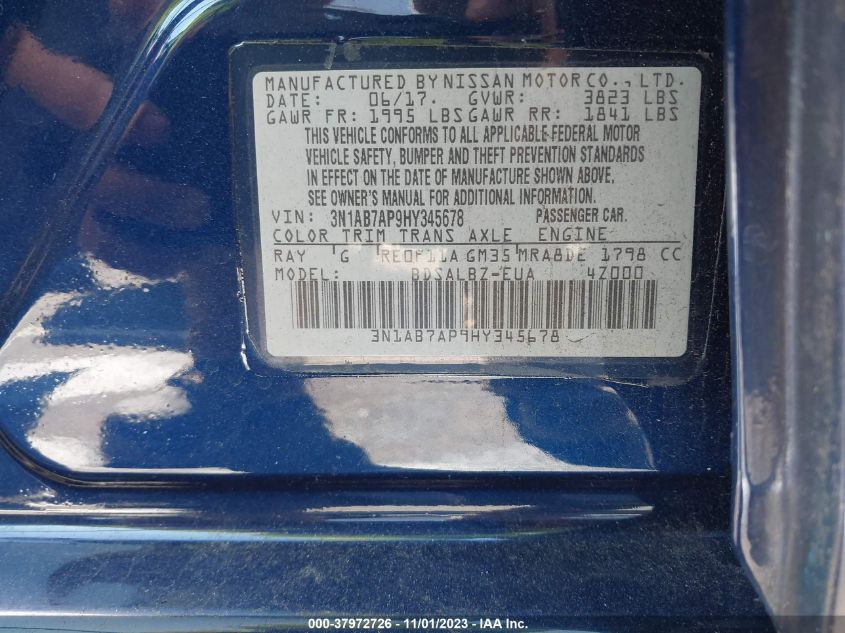 MANUFACTURED BY NISSAN MOTOR CO., LTD.
DATE: 06/17. GVWR: 3823 LBS
GAWR FR: 1995 LBS GAWR RR: 1841 LBS
THIS VEHICLE CONFORMS TO ALL APPLICABLE FEDERAL MOTOR
VEHICLE SAFETY, BUMPER AND THEFT PREVENTION STANDARDS
IN EFFECT ON THE DATE OF MANUFACTURE SHOWN ABOVE,
SEE OWNER'S MANUAL FOR ADDITIONAL INFORMATION.
VIN: 3N1AB7AP9HY345678 PASSENGER CAR.
COLOR TRIM TRANS AXLE ENGINE
RAY G RE0F11A GM35 MRA8DE 1798 CC
MODEL: BDSALBZ-EUA 4Z000
3N1AB7AP9HY345678
000-37972726 - 11/01/2023 - IAA Inc.